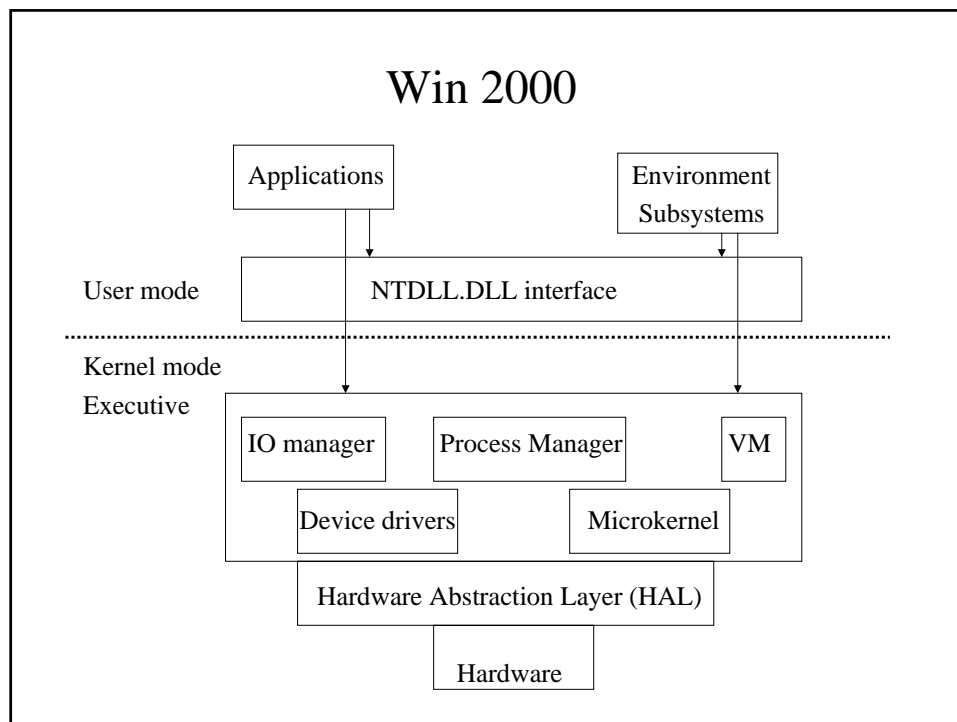 Win 2000
Applications
Environment
Subsystems
User mode
NTDLL.DLL interface
Kernel mode
Executive
IO manager
Process Manager
VM
Device drivers
Microkernel
Hardware Abstraction Layer (HAL)
Hardware